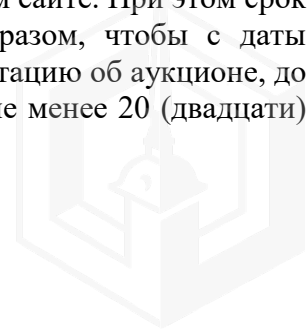 м сайте. При этом срок
разом, чтобы с даты
тацию об аукционе, до
е менее 20 (двадцати)